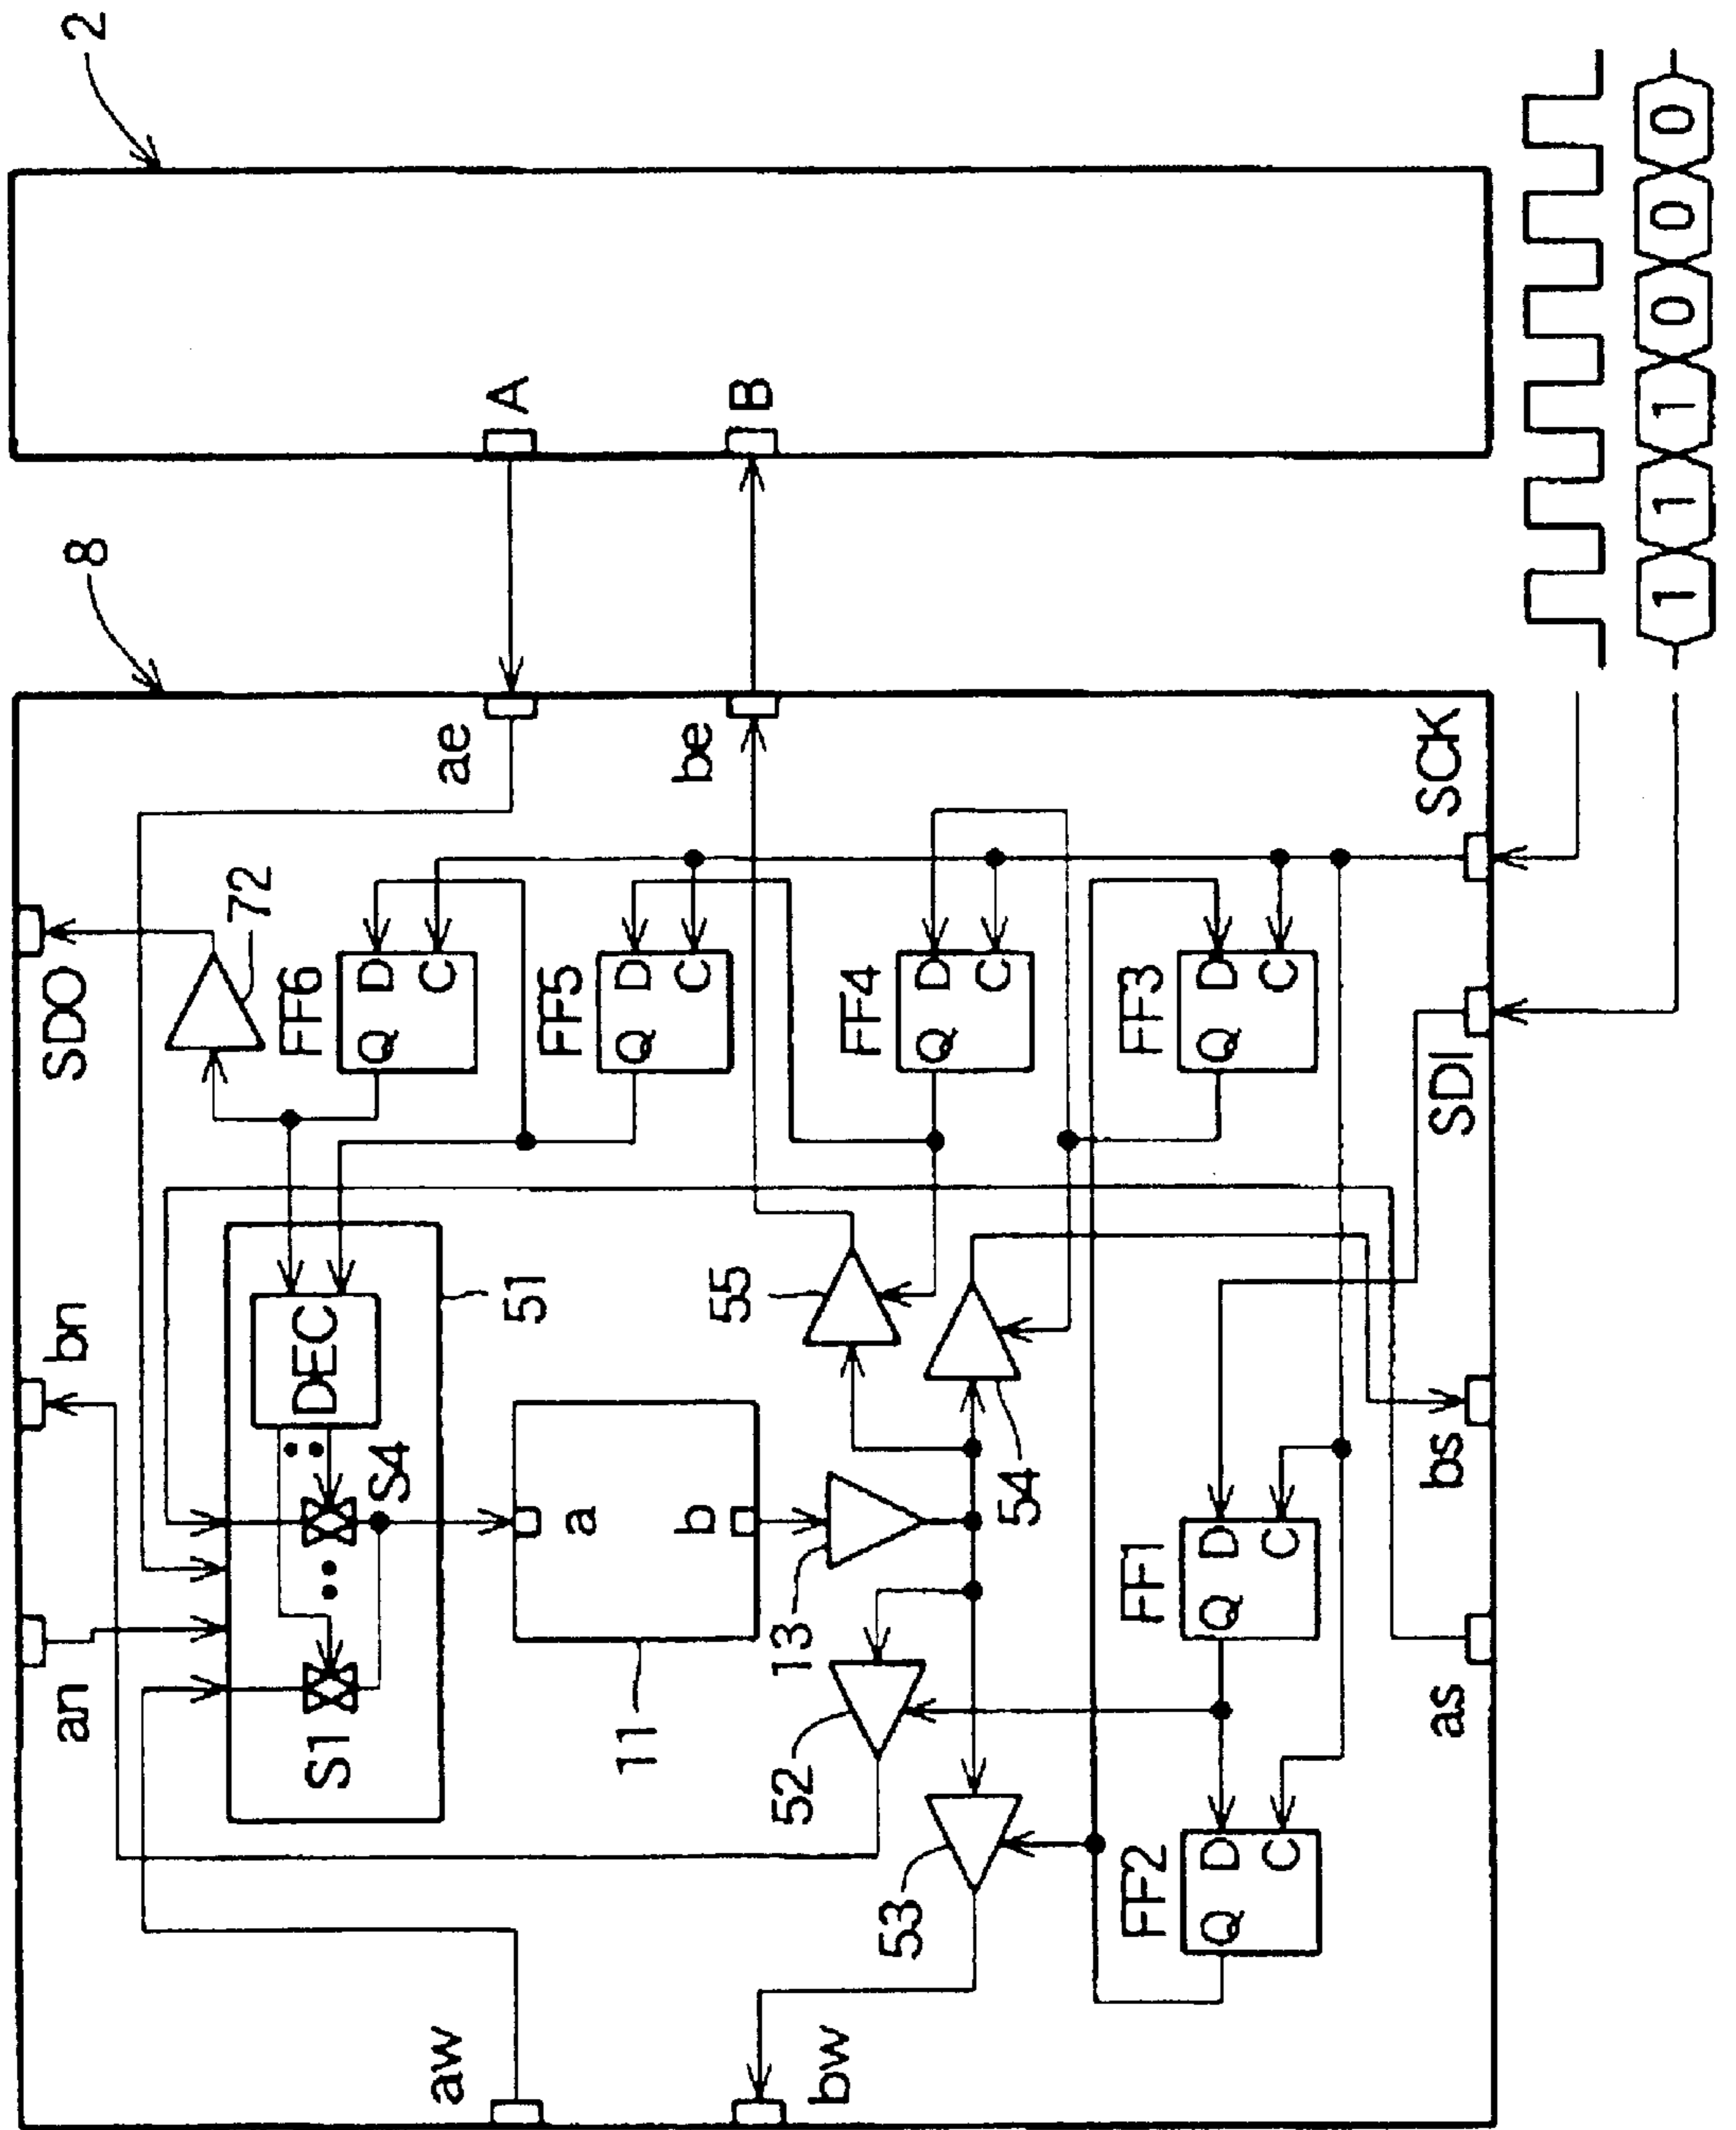 2
8
A
B
SDO
bn
an
72
ae
be
FF6
D
C
Q
FF5
D
C
Q
FF4
D
C
Q
FF3
D
C
Q
SCK
SDI
DEC
S4
S1
51
55
54
a
b
11
13
52
53
FF1
D
C
Q
FF2
D
C
Q
aw
bw
as
bs
1 1 1 0 0 0